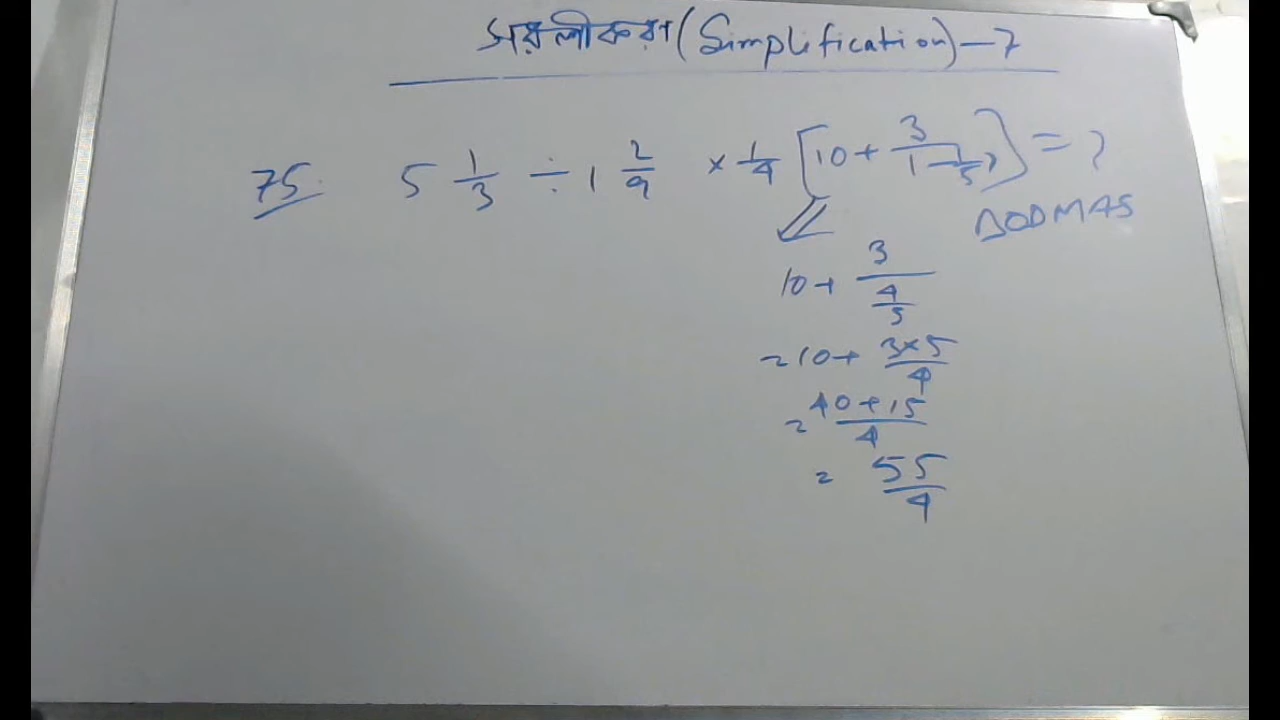 সরলীকরণ (Simplification) – 7
75. 5 1/3 ÷ 1 2/9 × 1/4 [10 + 3/(1 - 1/5)] = ?
BODMAS
10 + 3/(4/5)
= 10 + (3×5)/4
= (40 + 15)/4
= 55/4